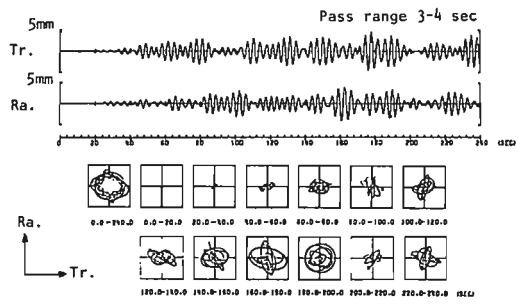 Pass range 3-4 sec
5mm
Tr.
5mm
Ra.
0 20 40 60 80 100 120 140 160 180 200 220 240 (SEC)
0.0-240.0 0.0-20.0 20.0-40.0 40.0-60.0 60.0-80.0 80.0-100.0 100.0-120.0
Ra.
Tr.
120.0-140.0 140.0-160.0 160.0-180.0 180.0-200.0 200.0-220.0 220.0-240.0 (SEC)